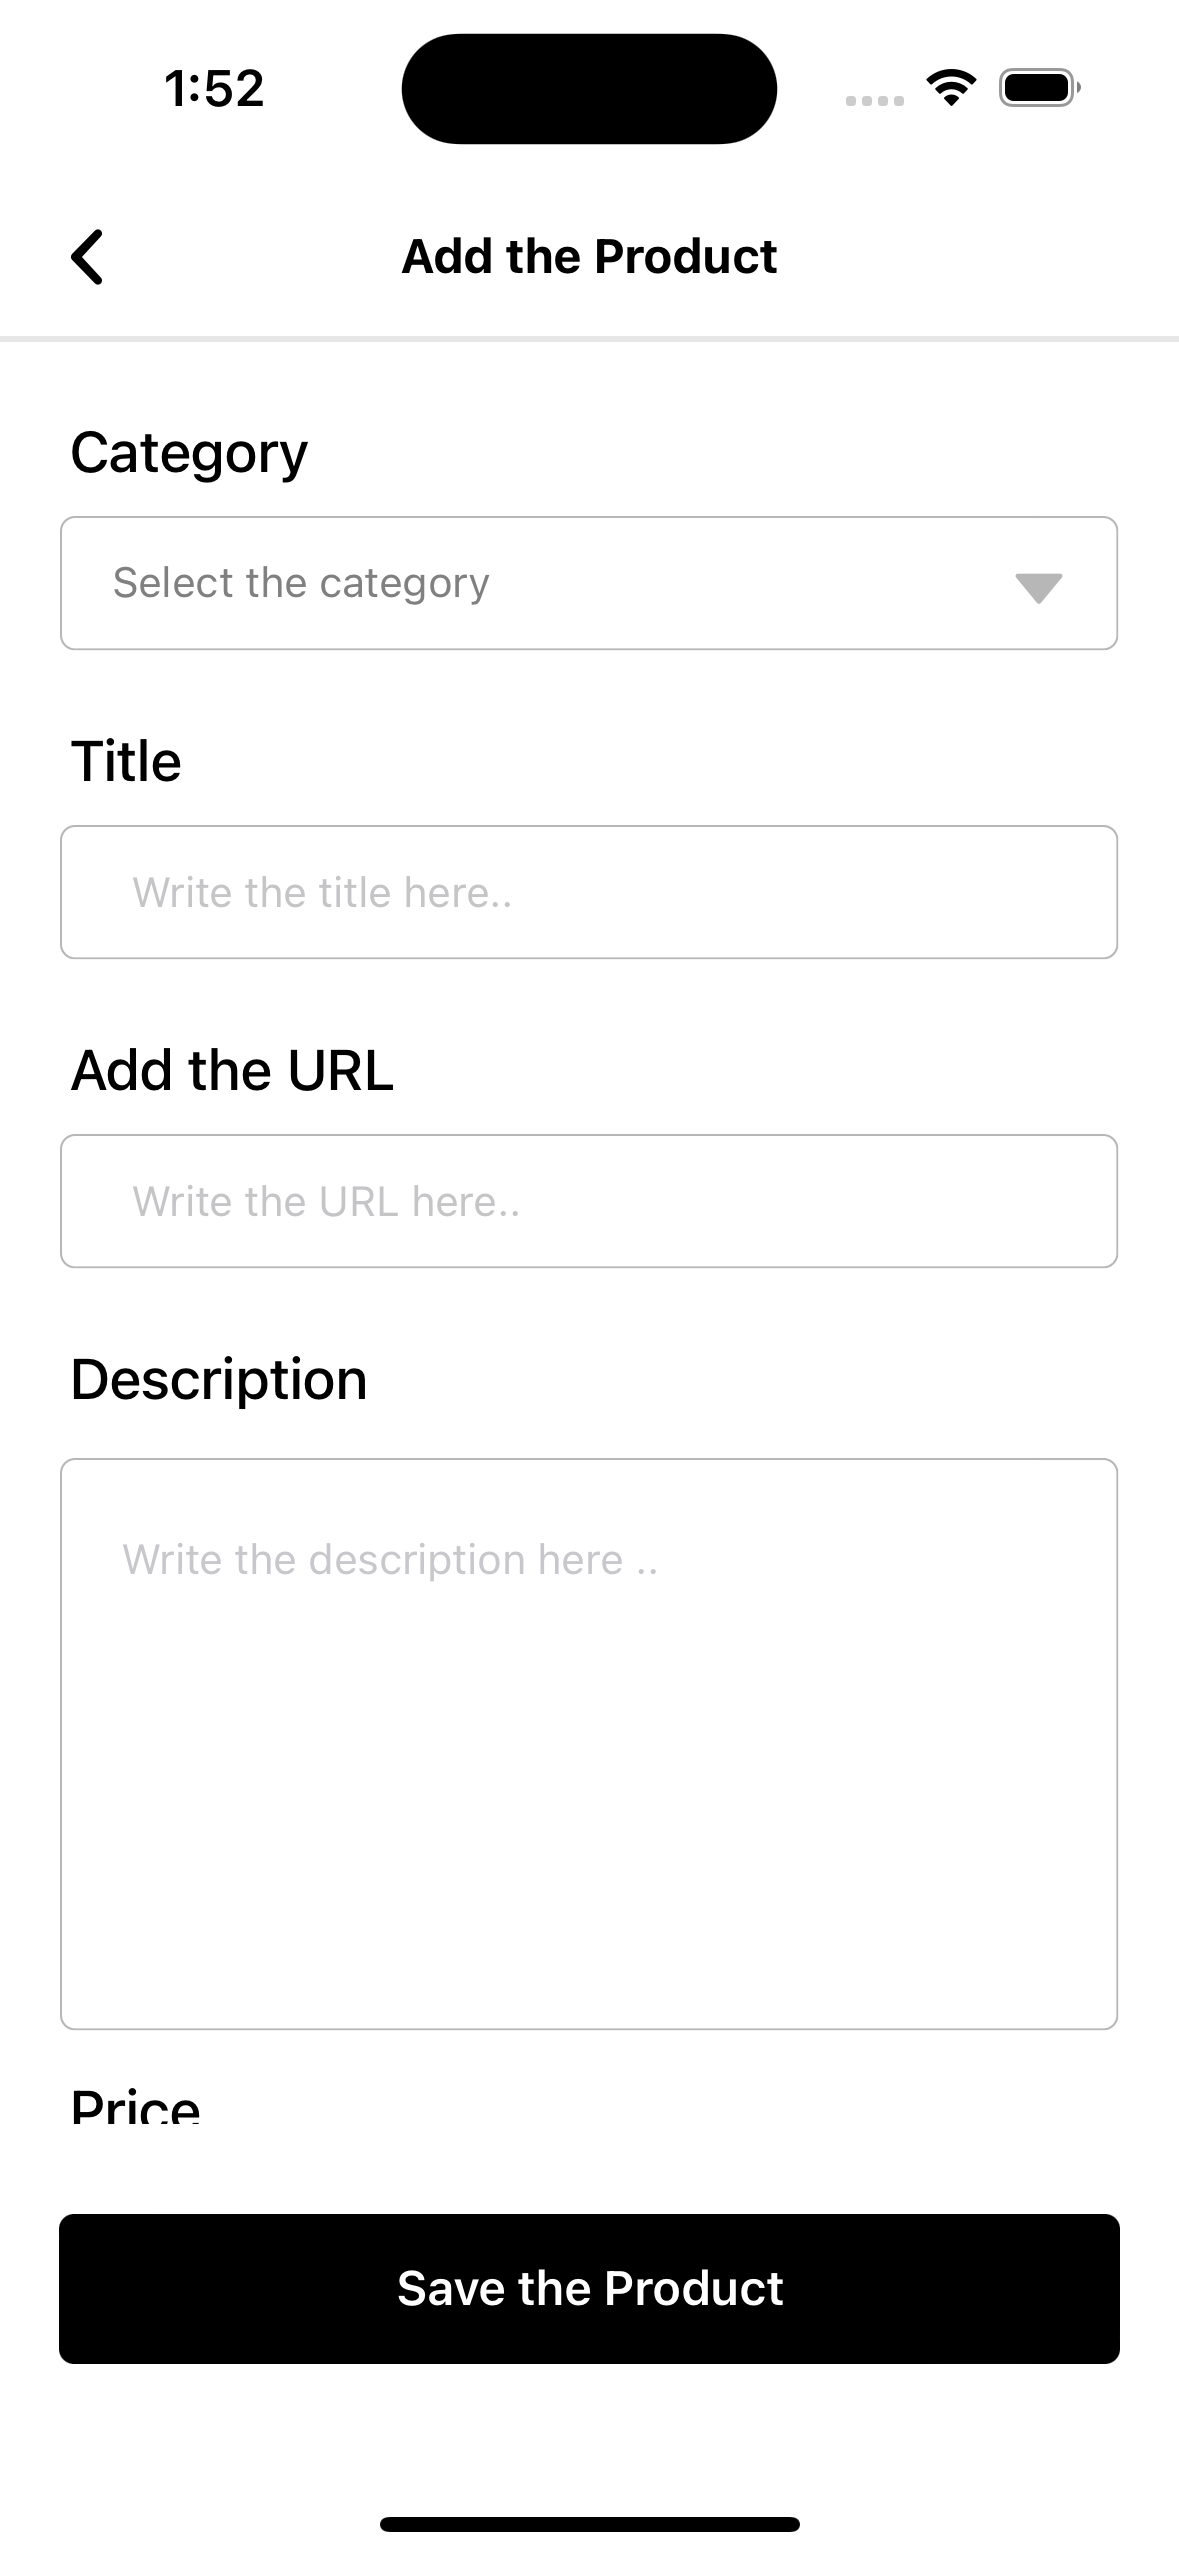 1:52
Add the Product
Category
Select the category
Title
Write the title here..
Add the URL
Write the URL here..
Description
Write the description here ..
Price
Save the Product